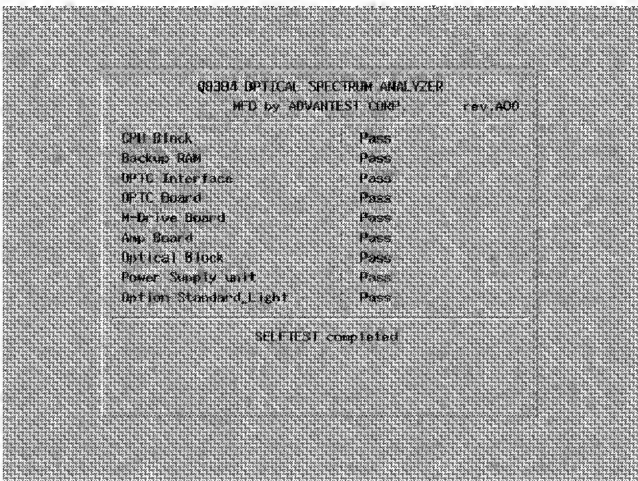 Q8384 OPTICAL SPECTRUM ANALYZER
MFD by ADVANTEST CORP. rev.A00
CPU Block : Pass
Backup RAM : Pass
OPTC Interface : Pass
OPTC Board : Pass
M-Drive Board : Pass
Amp Board : Pass
Optical Block : Pass
Power Supply unit : Pass
Option Standard_Light : Pass
SELFTEST completed